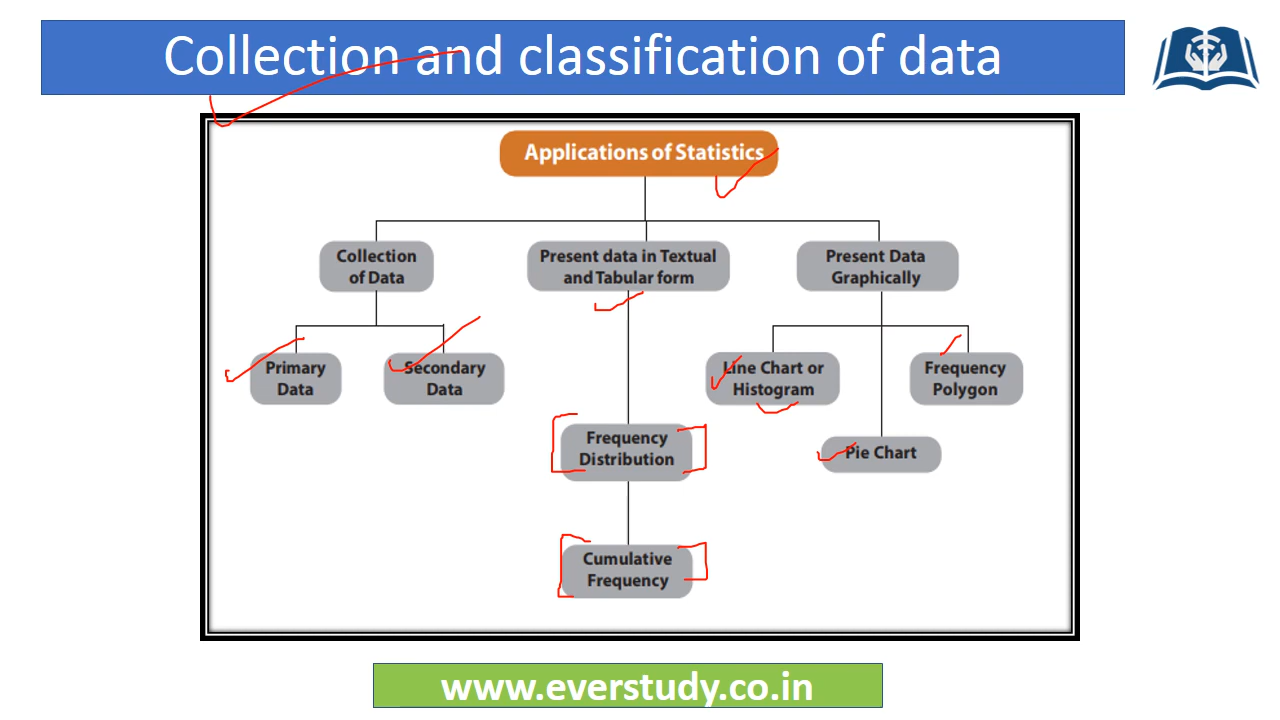 Collection and classification of data
Applications of Statistics
Collection
of Data
Present data in Textual
and Tabular form
Present Data
Graphically
Primary
Data
Secondary
Data
Line Chart or
Histogram
Frequency
Polygon
Frequency
Distribution
Pie Chart
Cumulative
Frequency
www.everstudy.co.in